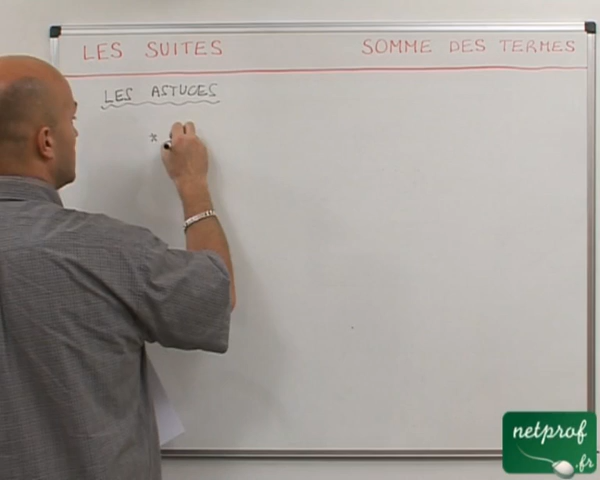 LES SUITES
SOMME DES TERMES
LES ASTUCES
*
netprof
.fr